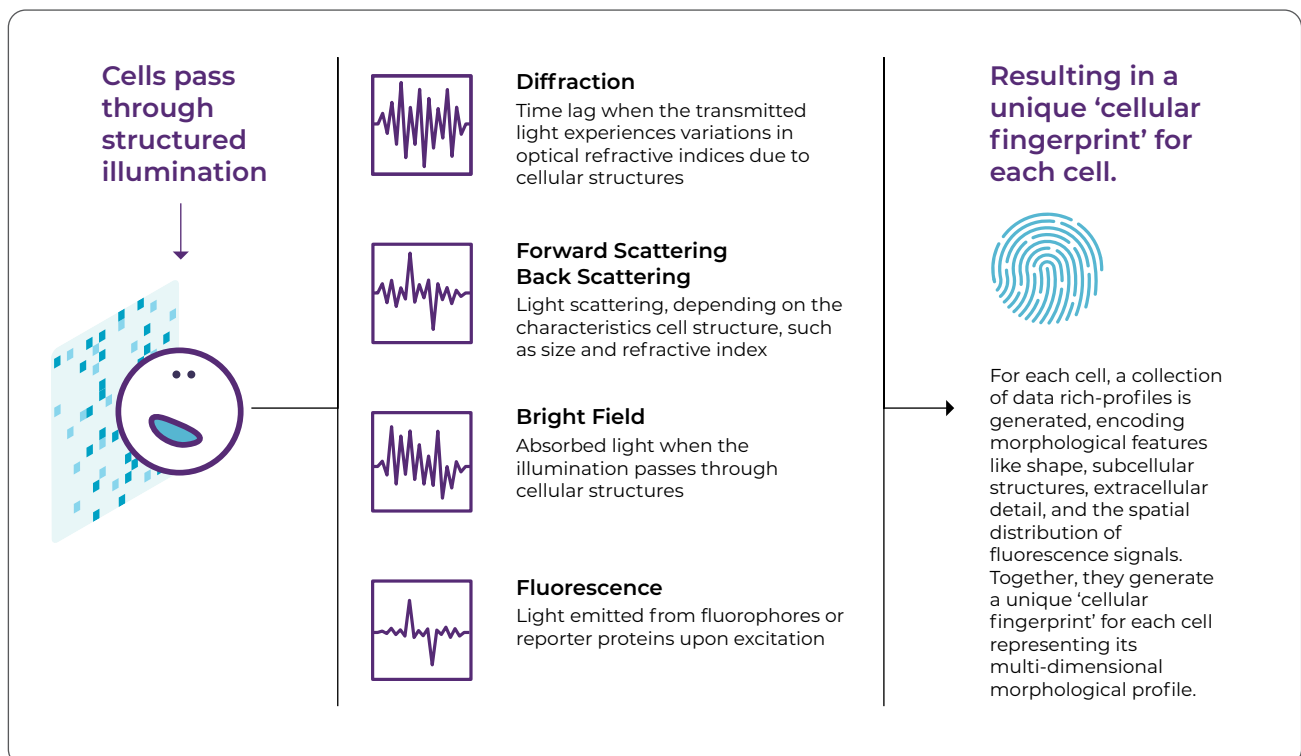 Cells pass
through
structured
illumination
Diffraction
Time lag when the transmitted
light experiences variations in
optical refractive indices due to
cellular structures
Forward Scattering
Back Scattering
Light scattering, depending on the
characteristics cell structure, such
as size and refractive index
Bright Field
Absorbed light when the
illumination passes through
cellular structures
Fluorescence
Light emitted from fluorophores or
reporter proteins upon excitation
Resulting in a
unique ‘cellular
fingerprint’ for
each cell.
For each cell, a collection
of data rich-profiles is
generated, encoding
morphological features
like shape, subcellular
structures, extracellular
detail, and the spatial
distribution of
fluorescence signals.
Together, they generate
a unique ‘cellular
fingerprint’ for each cell
representing its
multi-dimensional
morphological profile.